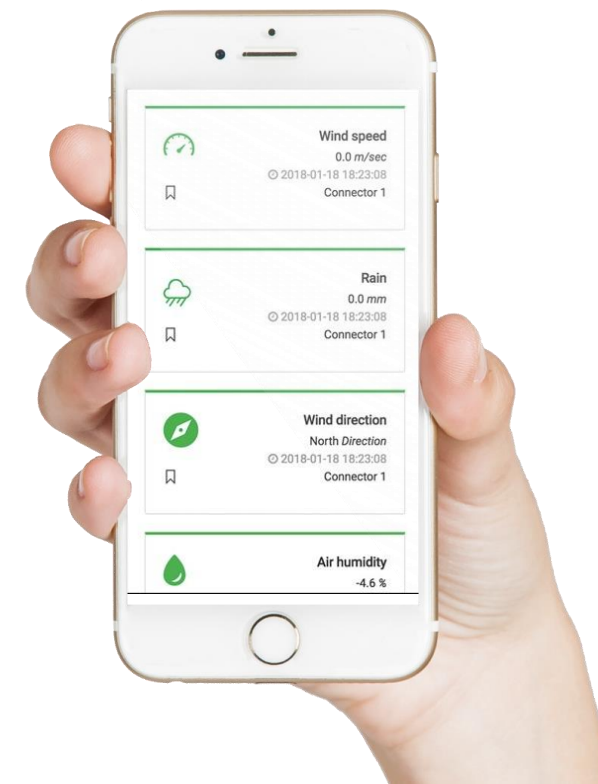 Wind speed
0.0 m/sec
2018-01-18 18:23:08
Connector 1
Rain
0.0 mm
2018-01-18 18:23:08
Connector 1
Wind direction
North Direction
2018-01-18 18:23:08
Connector 1
Air humidity
-4.6 %